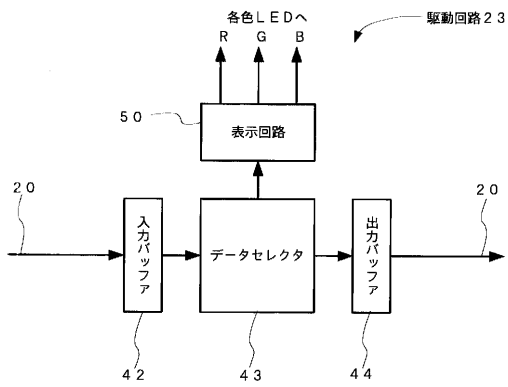 各色ＬＥＤへ
Ｒ Ｇ Ｂ
駆動回路２３
５０
表示回路
２０
入力バッファ
データセレクタ
出力バッファ
２０
４２
４３
４４